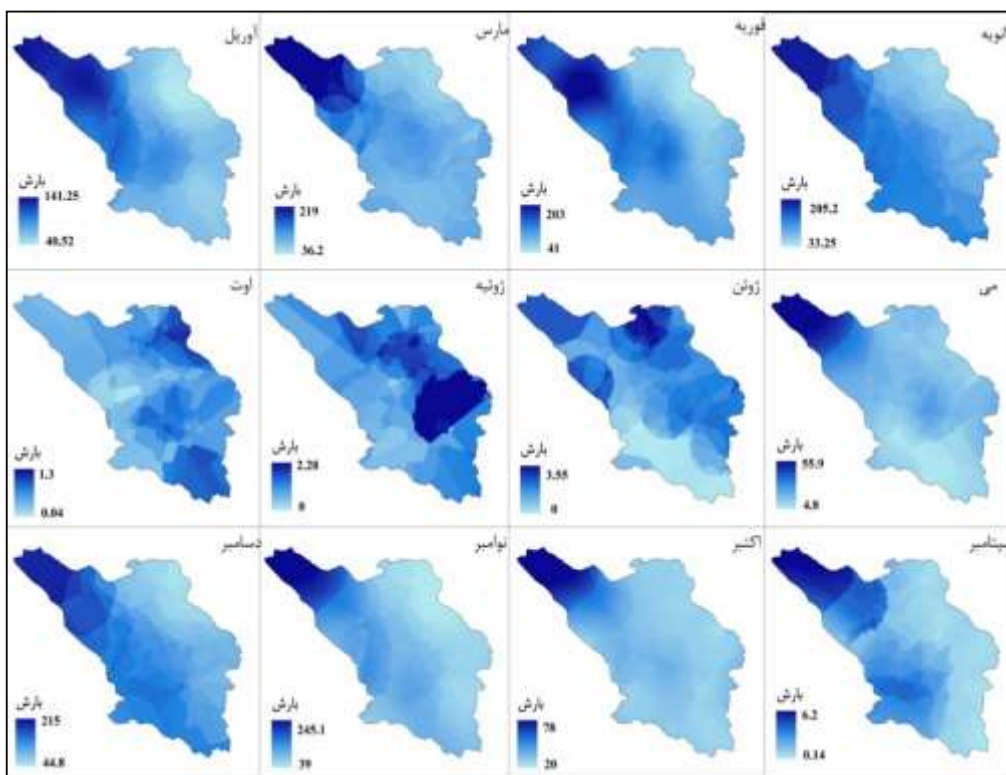 انویه
بارش
205.2
33.25
فوریه
بارش
203
41
مارس
بارش
219
36.2
آوریل
بارش
141.25
40.52
می
بارش
55.9
4.8
ژوئن
بارش
3.55
0
ژوئیه
بارش
2.28
0
اوت
بارش
1.3
0.04
سپتامبر
بارش
6.2
0.14
اکتبر
بارش
78
20
نوامبر
بارش
245.1
39
دسامبر
بارش
215
44.8